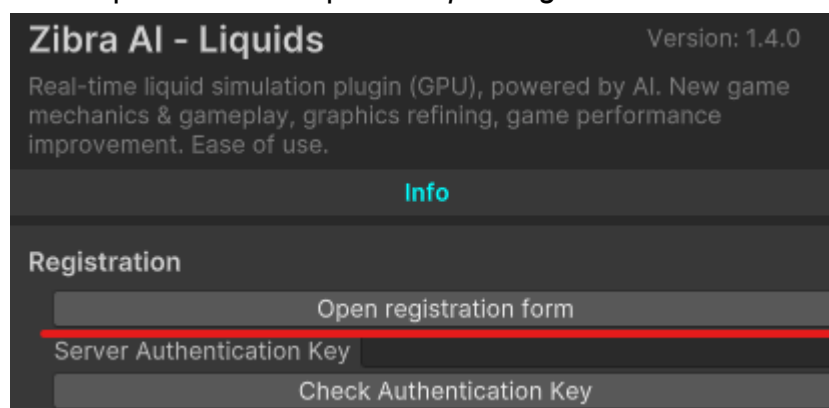 Zibra AI - Liquids
Version: 1.4.0
Real-time liquid simulation plugin (GPU), powered by AI. New game
mechanics & gameplay, graphics refining, game performance
improvement. Ease of use.
Info
Registration
Open registration form
Server Authentication Key
Check Authentication Key